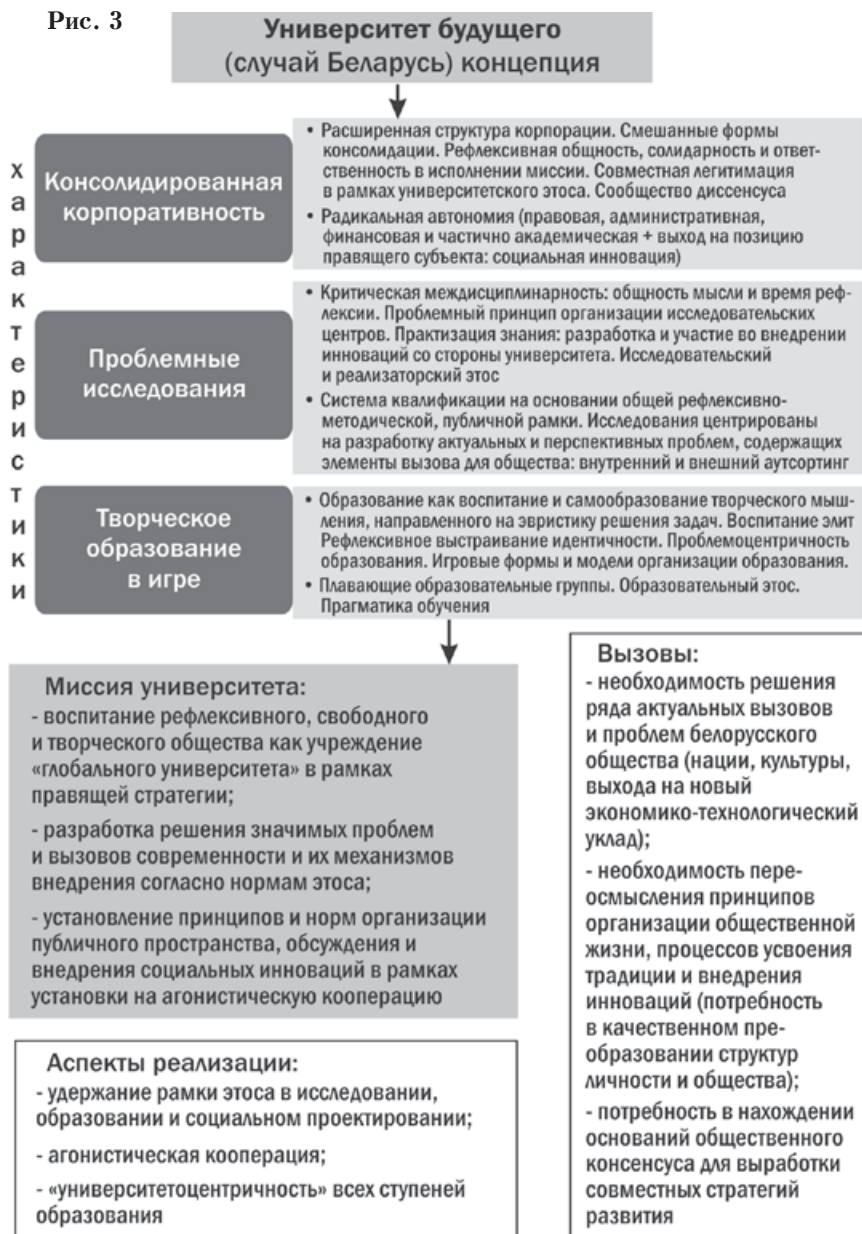 Рис. 3
Университет будущего
(случай Беларусь) концепция
характеристики
Консолидированная
корпоративность
• Расширенная структура корпорации. Смешанные формы
консолидации. Рефлексивная общность, солидарность и ответ-
ственность в исполнении миссии. Совместная легитимация
в рамках университетского этоса. Сообщество диссенсуса
• Радикальная автономия (правовая, административная,
финансовая и частично академическая + выход на позицию
правящего субъекта: социальная инновация)
Проблемные
исследования
• Критическая междисциплинарность: общность мысли и время реф-
лексии. Проблемный принцип организации исследовательских
центров. Практизация знания: разработка и участие во внедрении
инноваций со стороны университета. Исследовательский
и реализаторский этос
• Система квалификации на основании общей рефлексивно-
методической, публичной рамки. Исследования центрированы
на разработку актуальных и перспективных проблем, содержащих
элементы вызова для общества: внутренний и внешний аутсортинг
Творческое
образование
в игре
• Образование как воспитание и самообразование творческого мыш-
ления, направленного на эвристику решения задач. Воспитание элит
Рефлексивное выстраивание идентичности. Проблемоцентричность
образования. Игровые формы и модели организации образования.
• Плавающие образовательные группы. Образовательный этос.
Прагматика обучения
Миссия университета:
- воспитание рефлексивного, свободного
и творческого общества как учреждение
«глобального университета» в рамках
правящей стратегии;
- разработка решения значимых проблем
и вызовов современности и их механизмов
внедрения согласно нормам этоса;
- установление принципов и норм организации
публичного пространства, обсуждения и
внедрения социальных инноваций в рамках
установки на агонистическую кооперацию
Аспекты реализации:
- удержание рамки этоса в исследовании,
образовании и социальном проектировании;
- агонистическая кооперация;
- «университетоцентричность» всех ступеней
образования
Вызовы:
- необходимость решения
ряда актуальных вызовов
и проблем белорусского
общества (нации, культуры,
выхода на новый
экономико-технологический
уклад);
- необходимость пере-
осмысления принципов
организации общественной
жизни, процессов усвоения
традиции и внедрения
инноваций (потребность
в качественном пре-
образовании структур
личности и общества);
- потребность в нахождении
оснований общественного
консенсуса для выработки
совместных стратегий
развития